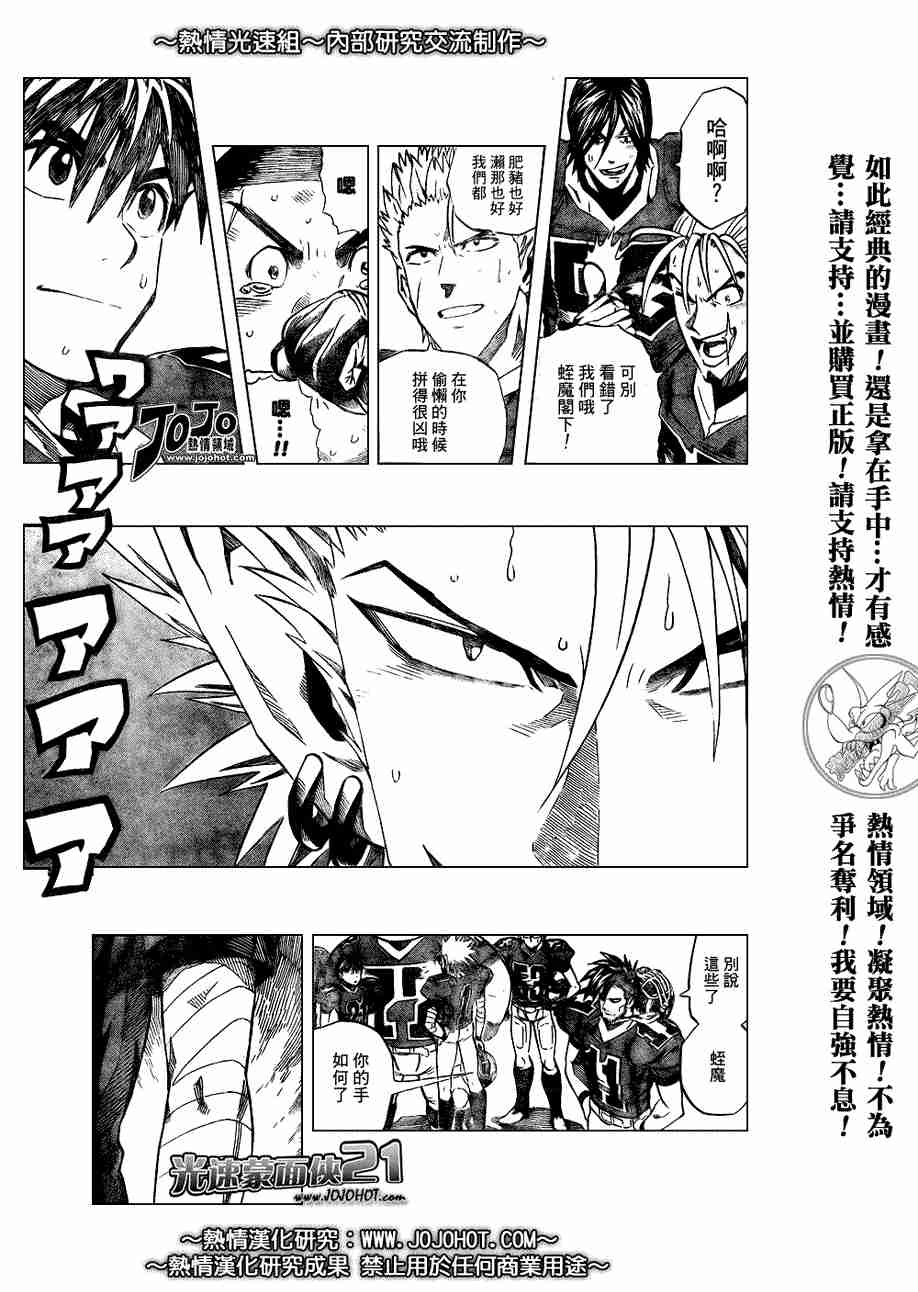 ～熱情光速組～內部研究交流制作～
哈啊啊？
可別
看錯了
我們哦
蛭魔閣下！
肥豬也好
瀨那也好
我們都
在你
偷懶的時候
拼得很凶哦
嗯
嗯…!!
ワアアアアアアア
JOJO
熱情領域
www.jojohot.com
別說
這些了
蛭魔
你的手
如何了
光速蒙面俠21
www.JOJOHOT.com
如此經典的漫畫！還是拿在手中…才有感
覺…請支持…並購買正版！請支持熱情！
熱情領域！凝聚熱情！不為
爭名奪利！我要自強不息！
～熱情漢化研究：WWW.JOJOHOT.COM～
～熱情漢化研究成果 禁止用於任何商業用途～